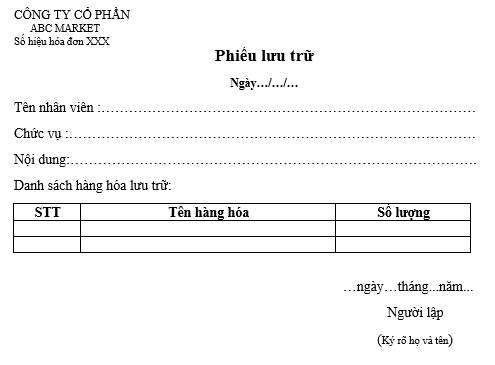 CÔNG TY CỔ PHẦN
ABC MARKET
Số hiệu hóa đơn XXX
Phiếu lưu trữ
Ngày…/…/…
Tên nhân viên :………………………………………………………………………
Chức vụ :……………………………………………………………………………
Nội dung:……………………………………………………………………………
Danh sách hàng hóa lưu trữ:
STT Tên hàng hóa Số lượng
…ngày…tháng...năm...
Người lập
(Ký rõ họ và tên)